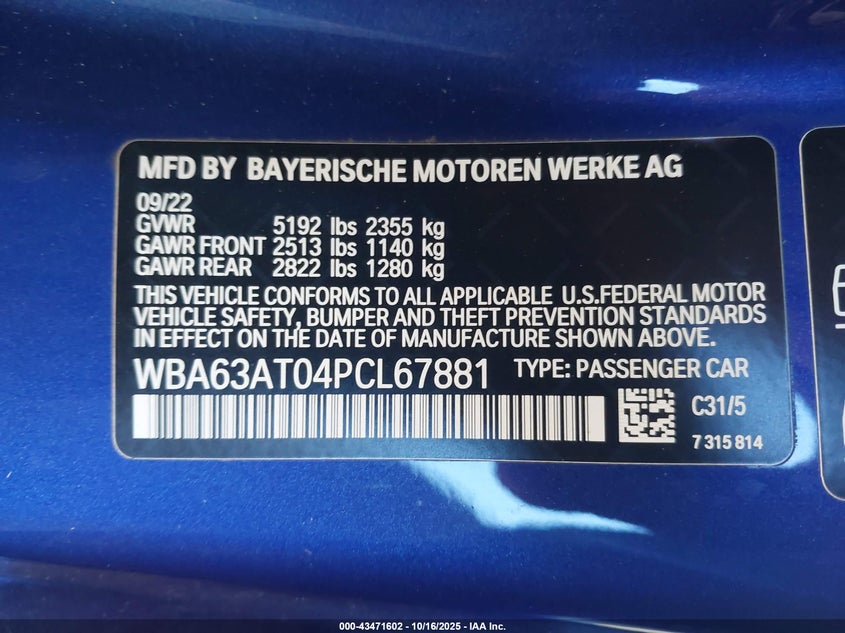 MFD BY BAYERISCHE MOTOREN WERKE AG
09/22
GVWR 5192 lbs 2355 kg
GAWR FRONT 2513 lbs 1140 kg
GAWR REAR 2822 lbs 1280 kg
THIS VEHICLE CONFORMS TO ALL APPLICABLE U.S.FEDERAL MOTOR
VEHICLE SAFETY, BUMPER AND THEFT PREVENTION STANDARDS
IN EFFECT ON THE DATE OF MANUFACTURE SHOWN ABOVE.
WBA63AT04PCL67881 TYPE: PASSENGER CAR
C31/5
7 315 814
000-43471602 - 10/16/2025 - IAA Inc.